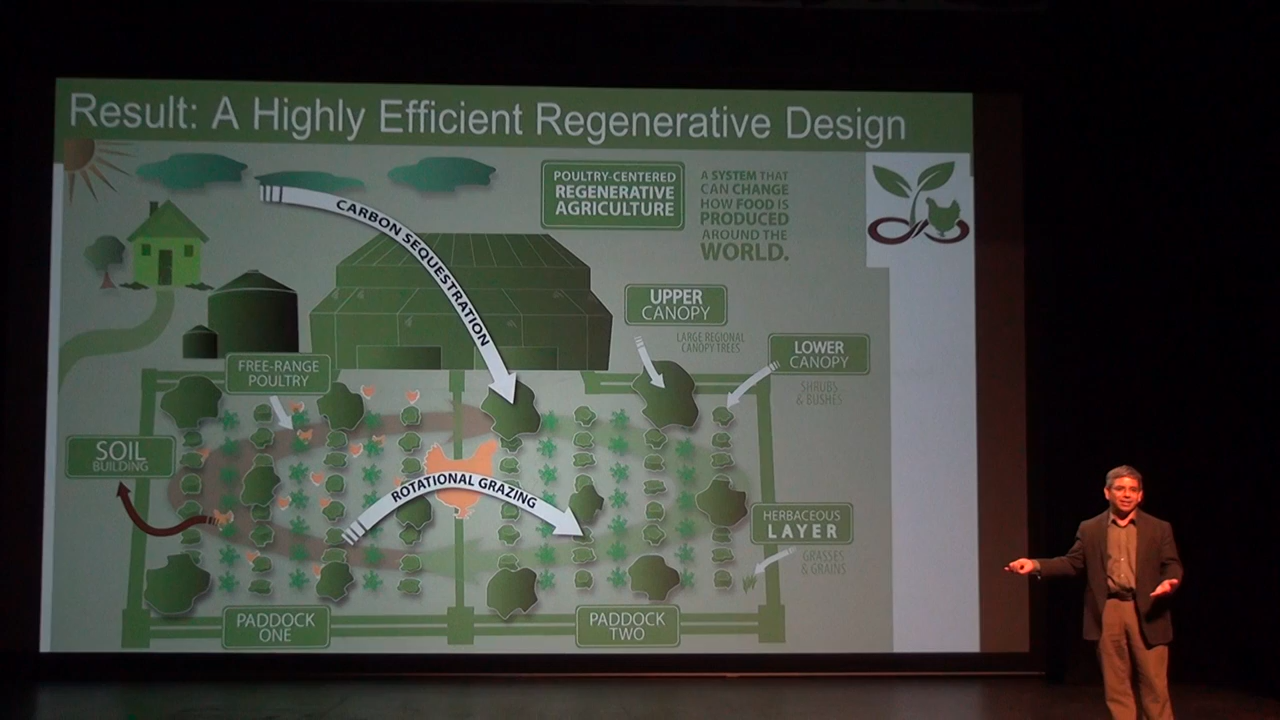 Result: A Highly Efficient Regenerative Design
POULTRY-CENTERED
REGENERATIVE
AGRICULTURE
A SYSTEM THAT
CAN CHANGE
HOW FOOD IS
PRODUCED
AROUND THE
WORLD.
CARBON SEQUESTRATION
UPPER
CANOPY
LARGE REGIONAL
CANOPY TREES
LOWER
CANOPY
SHRUBS
& BUSHES
FREE-RANGE
POULTRY
SOIL
BUILDING
ROTATIONAL GRAZING
HERBACEOUS
LAYER
GRASSES
& GRAINS
PADDOCK
ONE
PADDOCK
TWO